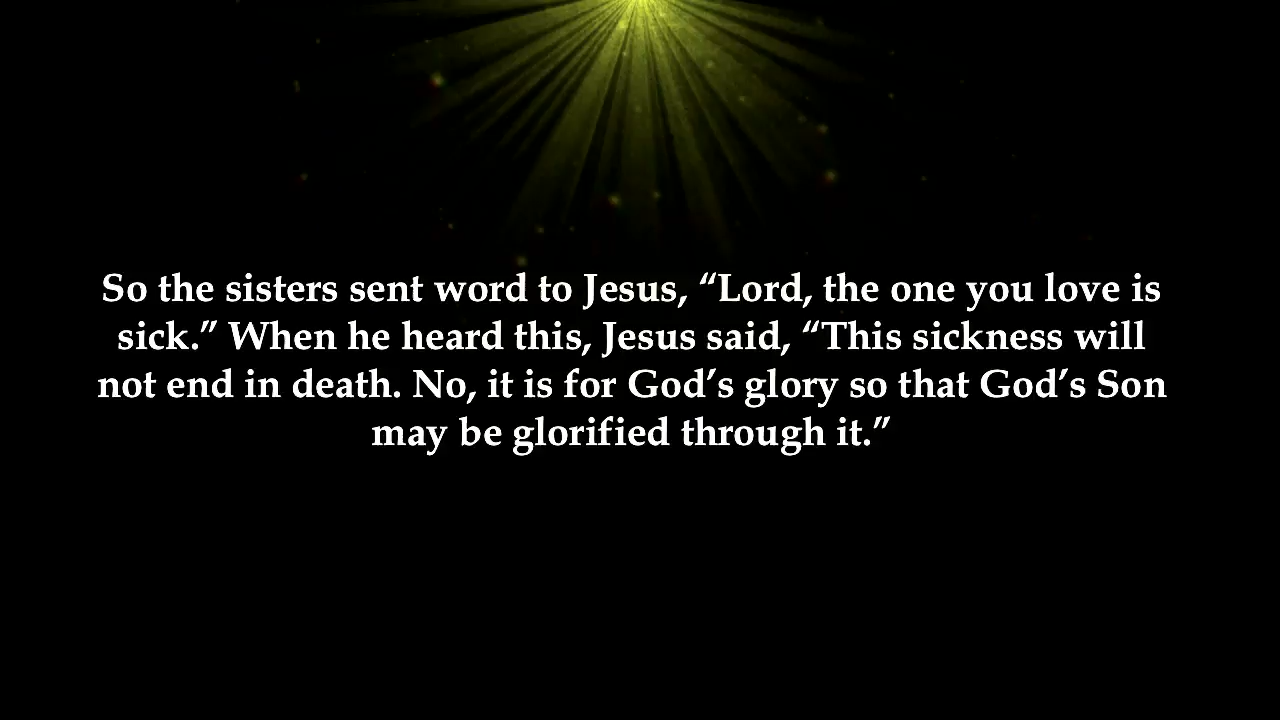 So the sisters sent word to Jesus, “Lord, the one you love is
sick.” When he heard this, Jesus said, “This sickness will
not end in death. No, it is for God’s glory so that God’s Son
may be glorified through it.”